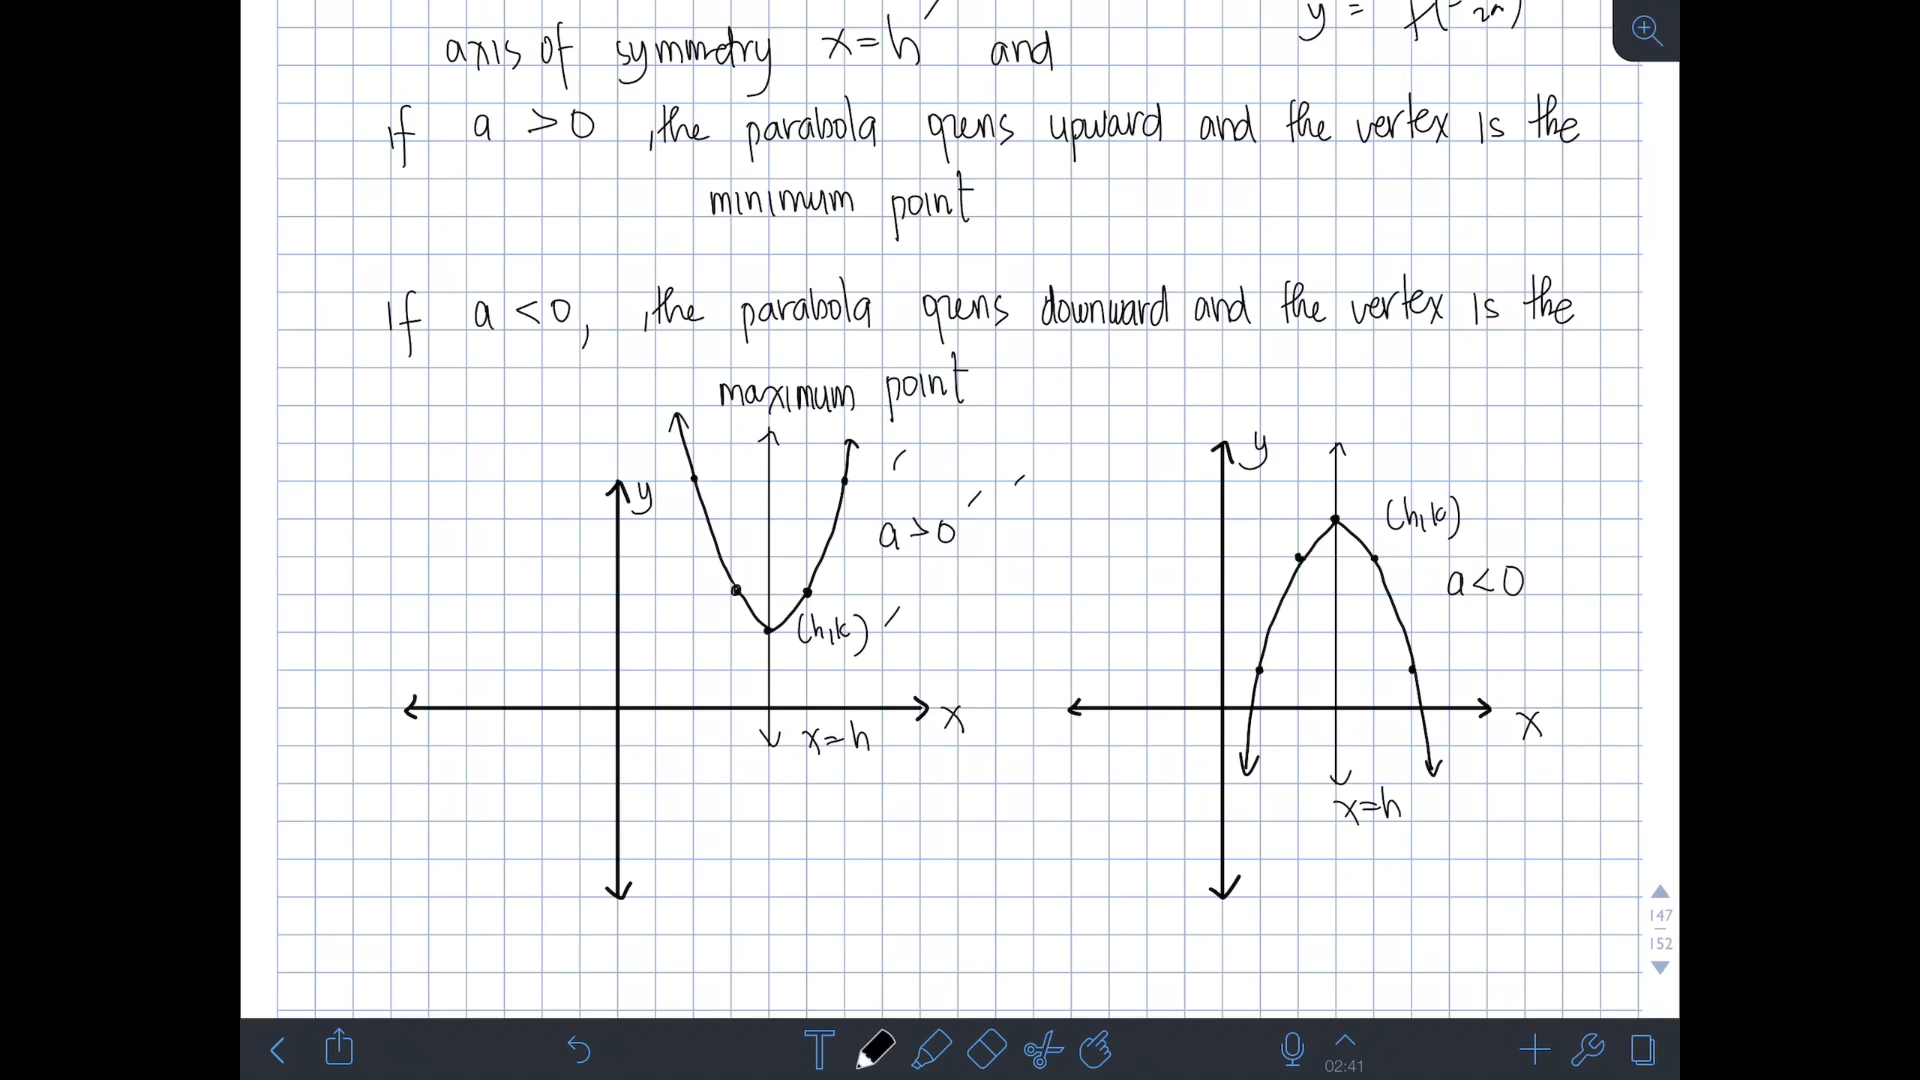 axis of symmetry x=h and
if a >0 , the parabola opens upward and the vertex is the
minimum point
If a <0, , the parabola opens downward and the vertex is the
maximum point
y
a>0
(h,k)
x
x=h
y
(h,k)
a<0
x
x=h
147
152
T
02:41